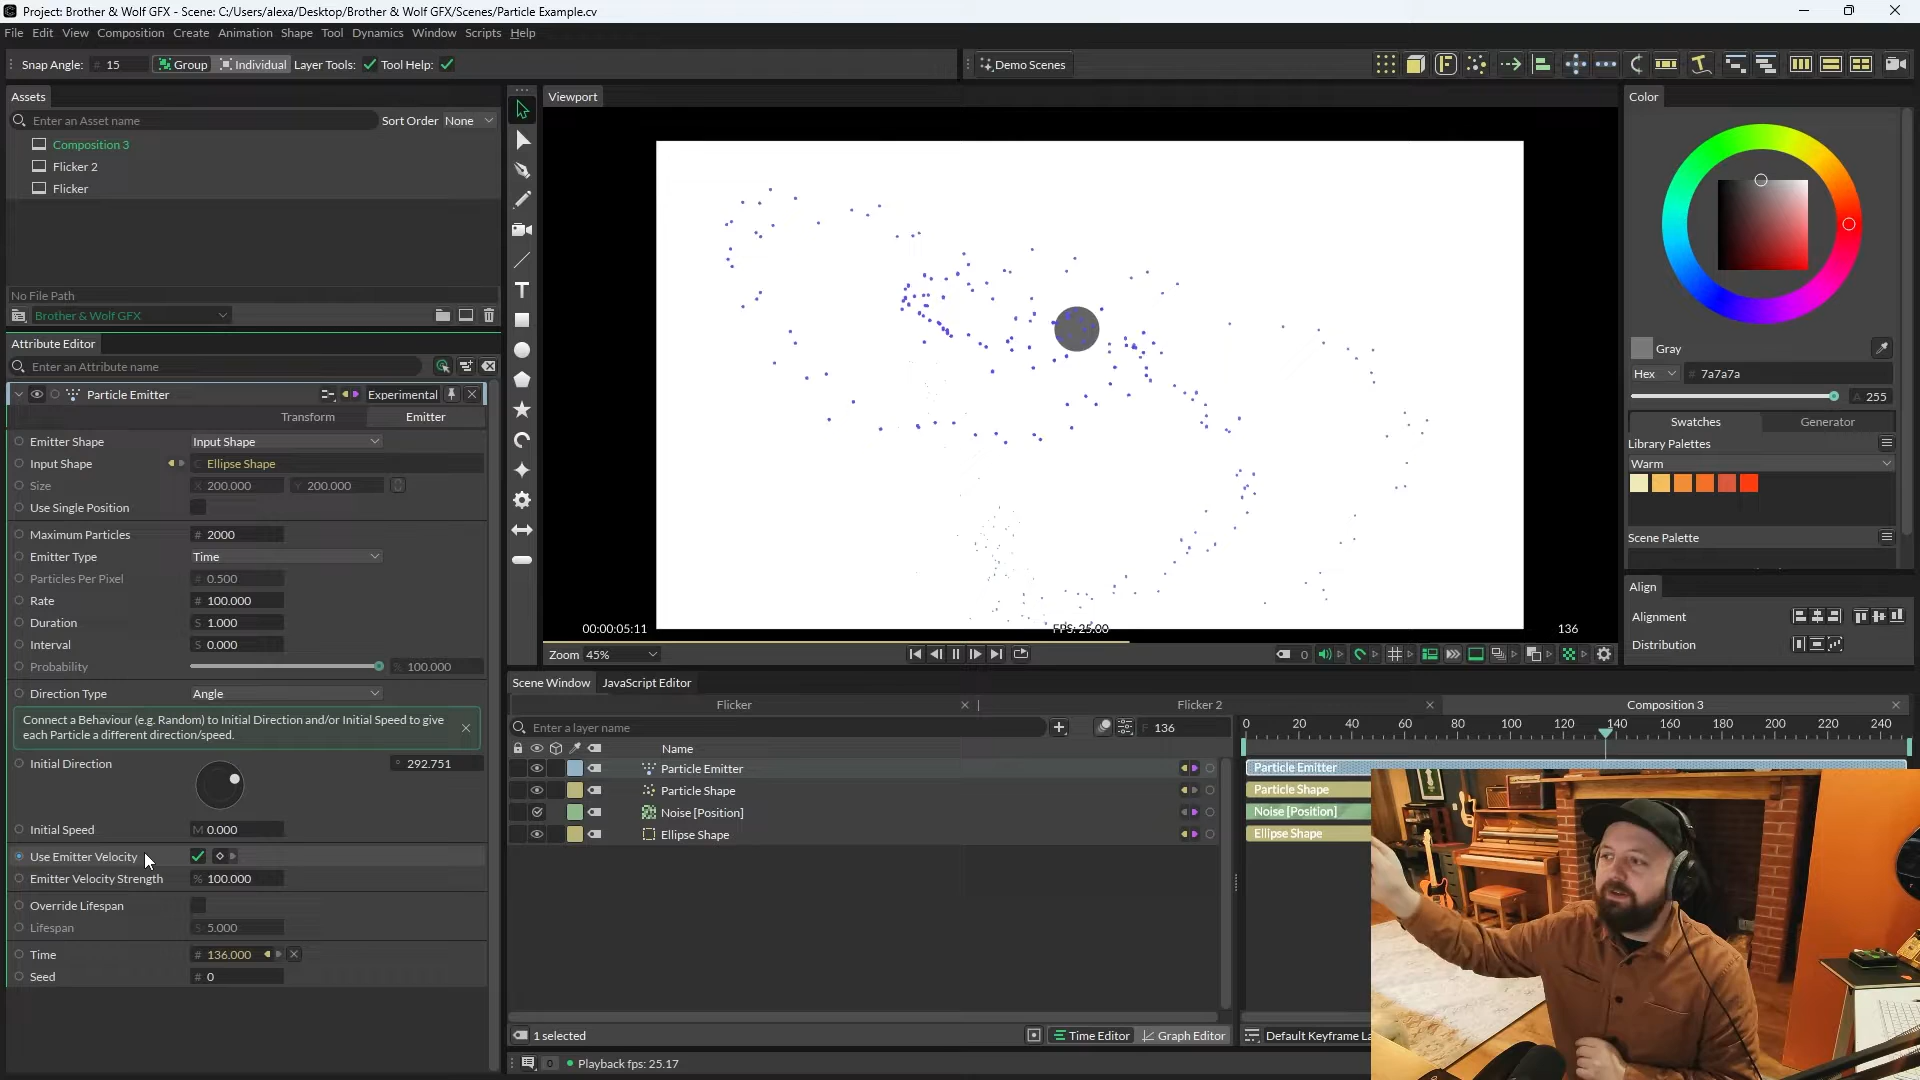 Project: Brother & Wolf GFX - Scene: C:/Users/alexa/Desktop/Brother & Wolf GFX/Scenes/Particle Example.cv
File Edit View Composition Create Animation Shape Tool Dynamics Window Scripts Help
Snap Angle: # 15 Group Individual Layer Tools: Tool Help: Demo Scenes
Assets
Enter an Asset name Sort Order None
Composition 3
Flicker 2
Flicker
No File Path
Brother & Wolf GFX
Attribute Editor
Enter an Attribute name
Particle Emitter Experimental
Transform Emitter
Emitter Shape Input Shape
Input Shape Ellipse Shape
Size X 200.000 Y 200.000
Use Single Position
Maximum Particles # 2000
Emitter Type Time
Particles Per Pixel # 0.500
Rate # 100.000
Duration S 1.000
Interval S 0.000
Probability % 100.000
Direction Type Angle
Connect a Behaviour (e.g. Random) to Initial Direction and/or Initial Speed to give
each Particle a different direction/speed.
Initial Direction ° 292.751
Initial Speed M 0.000
Use Emitter Velocity
Emitter Velocity Strength % 100.000
Override Lifespan
Lifespan S 5.000
Time # 136.000
Seed # 0
Viewport
00:00:05:11 FPS: 25.00 136
Zoom 45% 0
Scene Window JavaScript Editor
Flicker Flicker 2 Composition 3
Enter a layer name F 136 0 20 40 60 80 100 120 140 160 180 200 220 240
Name
Particle Emitter Particle Emitter
Particle Shape Particle Shape
Noise [Position] Noise [Position]
Ellipse Shape Ellipse Shape
1 selected Time Editor Graph Editor Default Keyframe La
0 Playback fps: 25.17
Color
Gray
Hex # 7a7a7a
A 255
Swatches Generator
Library Palettes
Warm
Scene Palette
Align
Alignment
Distribution